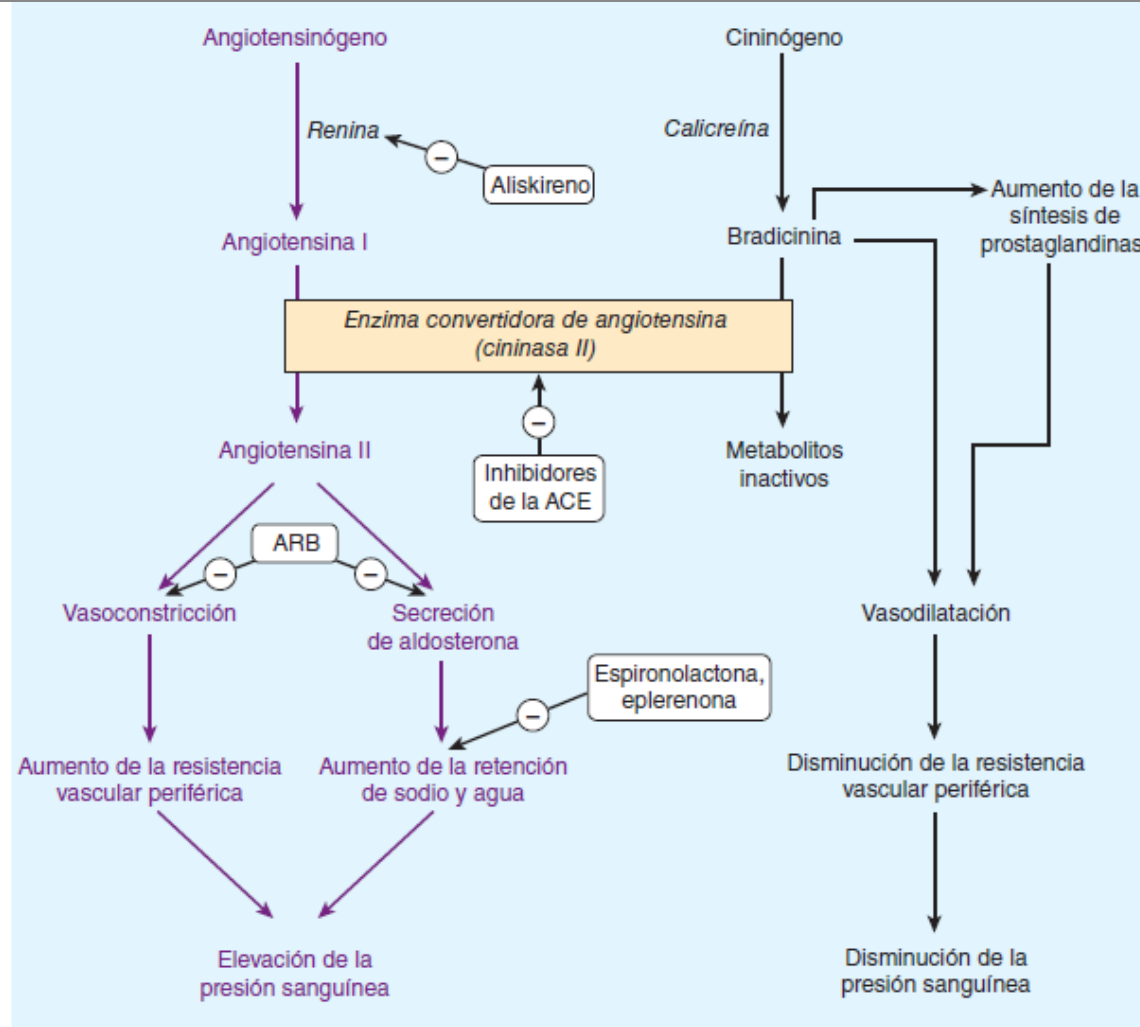 Angiotensinógeno
Cininógeno
Renina
Calicreína
Aliskireno
Aumento de la
síntesis de
prostaglandinas
Angiotensina I
Bradicinina
Enzima convertidora de angiotensina
(cininasa II)
Angiotensina II
Inhibidores
de la ACE
Metabolitos
inactivos
ARB
Vasoconstricción
Secreción
de aldosterona
Vasodilatación
Espironolactona,
eplerenona
Aumento de la resistencia
vascular periférica
Aumento de la retención
de sodio y agua
Disminución de la resistencia
vascular periférica
Elevación de la
presión sanguínea
Disminución de la
presión sanguínea